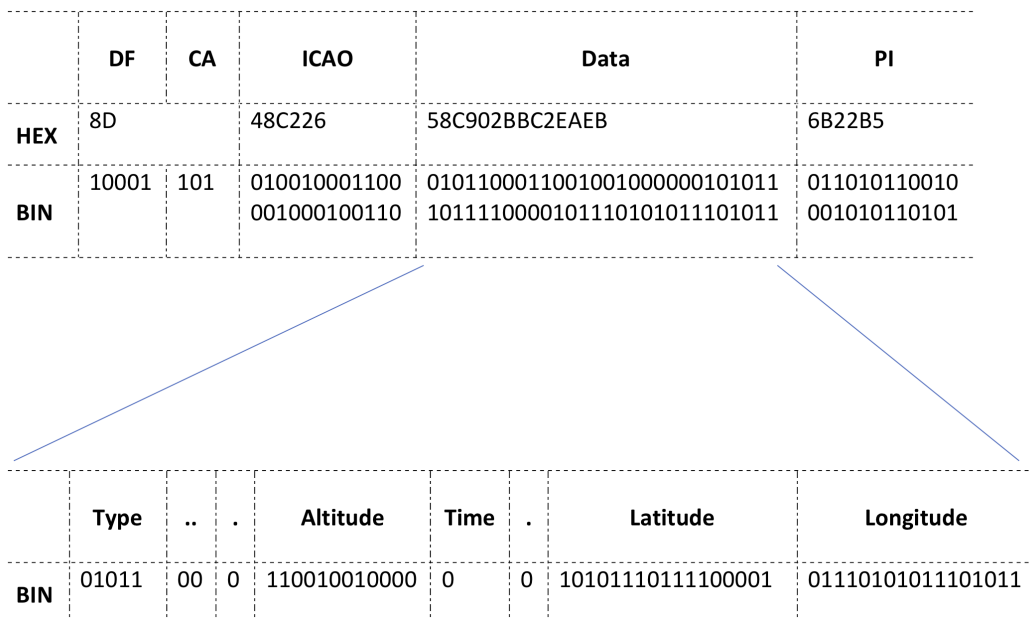 DF CA ICAO Data PI
HEX 8D 48C226 58C902BBC2EAEB 6B22B5
BIN 10001 101 010010001100 0101100011001001000000101011 011010110010
001000100110 1011110000101110101011101011 001010110101
Type .. . Altitude Time . Latitude Longitude
BIN 01011 00 0 110010010000 0 0 10101110111100001 01110101011101011